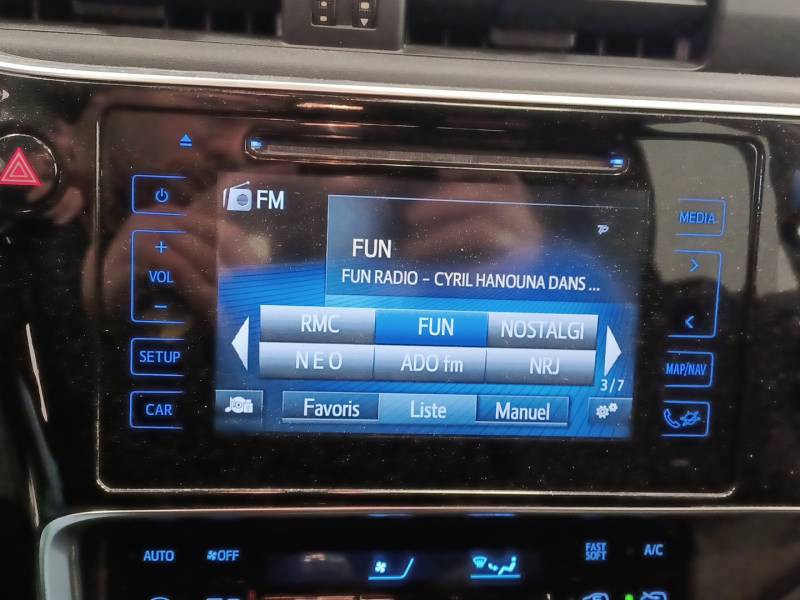 FM
TP
FUN
FUN RADIO - CYRIL HANOUNA DANS ...
RMC FUN NOSTALGI
N E O ADO fm NRJ
3/7
Favoris Liste Manuel
+
VOL
-
SETUP
CAR
MEDIA
>
<
MAP/NAV
AUTO OFF FAST SOFT A/C